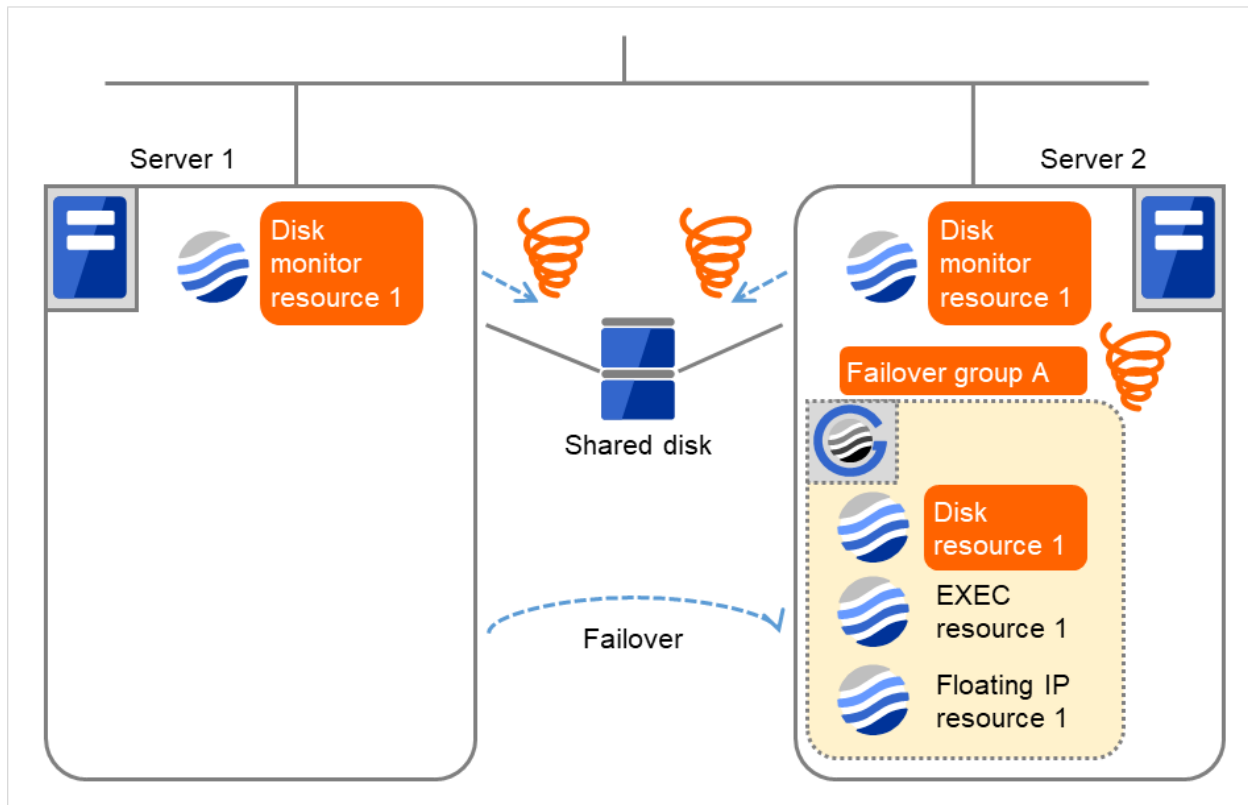 Server 1
Server 2
Disk
monitor
resource 1
Disk
monitor
resource 1
Failover group A
Shared disk
Disk
resource 1
EXEC
resource 1
Failover
Floating IP
resource 1